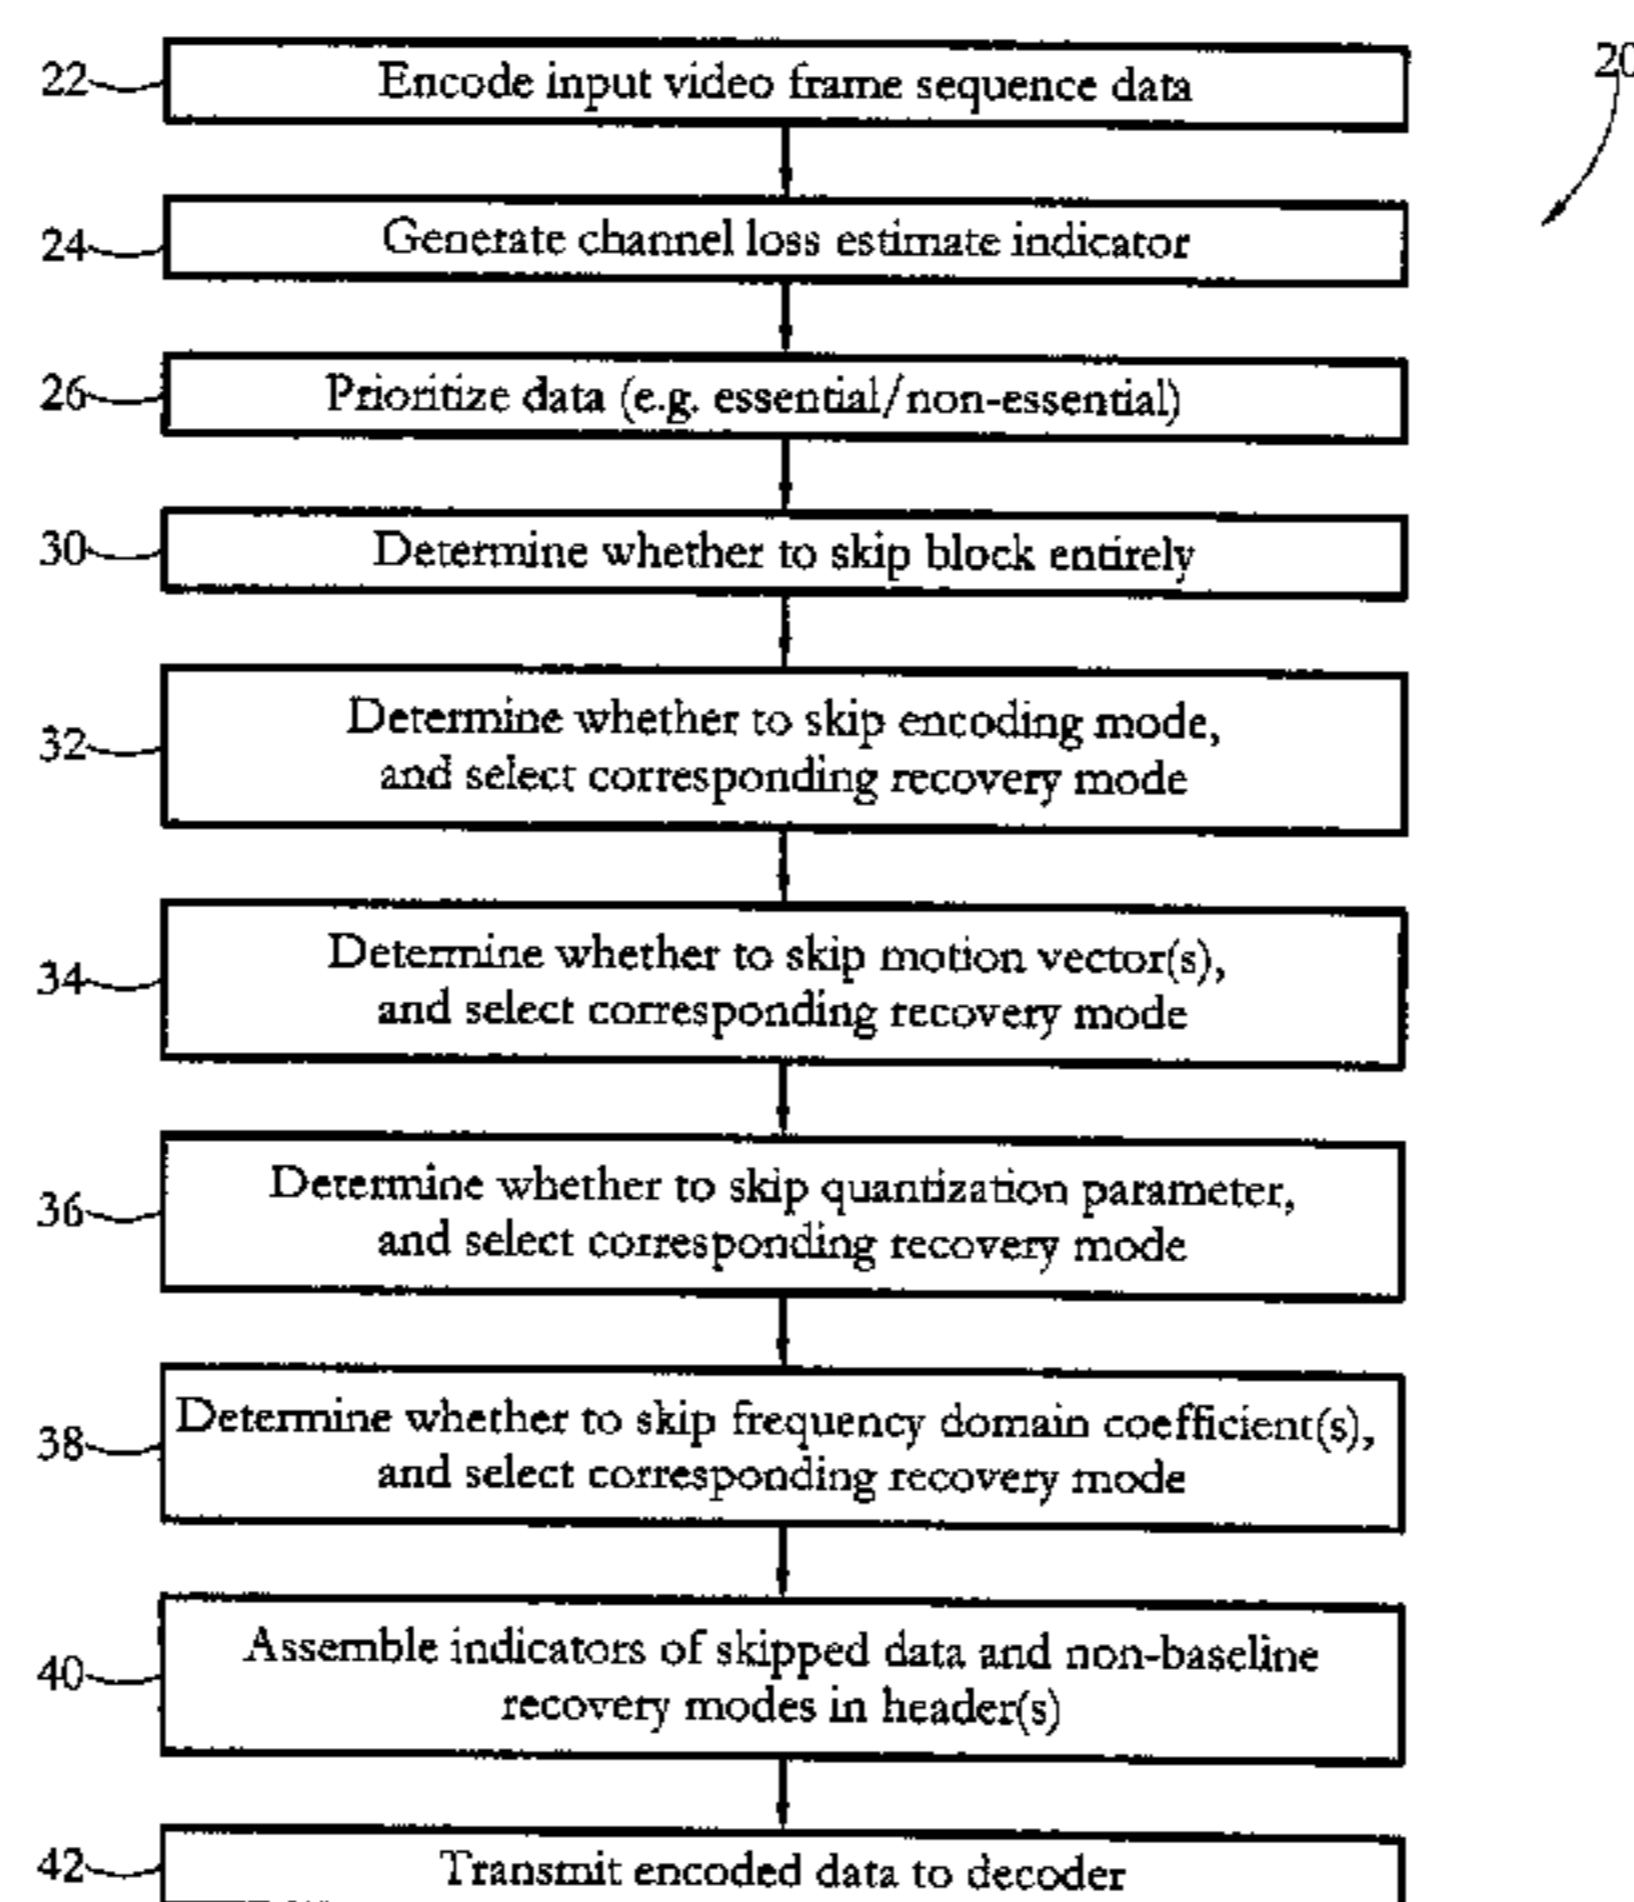 20
22
Encode input video frame sequence data
24
Generate channel loss estimate indicator
26
Prioritize data (e.g. essential/non-essential)
30
Determine whether to skip block entirely
32
Determine whether to skip encoding mode,
and select corresponding recovery mode
34
Determine whether to skip motion vector(s),
and select corresponding recovery mode
36
Determine whether to skip quantization parameter,
and select corresponding recovery mode
38
Determine whether to skip frequency domain coefficient(s),
and select corresponding recovery mode
40
Assemble indicators of skipped data and non-baseline
recovery modes in header(s)
42
Transmit encoded data to decoder